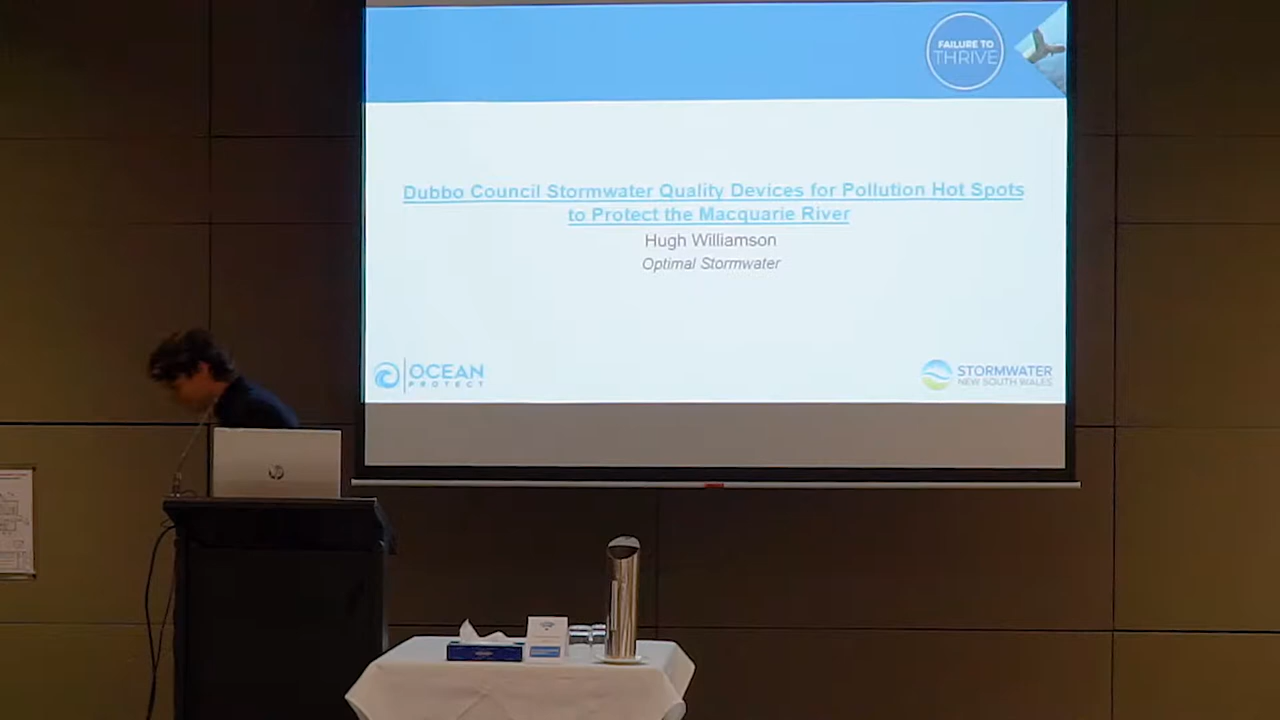 FAILURE TO
THRIVE
Dubbo Council Stormwater Quality Devices for Pollution Hot Spots
to Protect the Macquarie River
Hugh Williamson
Optimal Stormwater
OCEAN
PROTECT
STORMWATER
NEW SOUTH WALES
hp